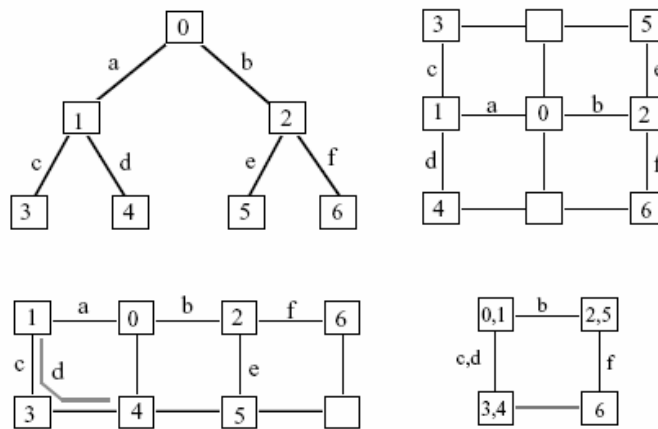 0
a b
1 2
c d e f
3 4 5 6
3 5
c e
1 a 0 b 2
d f
4 6
1 a 0 b 2 f 6
c d e
3 4 5
0,1 b 2,5
c,d f
3,4 6